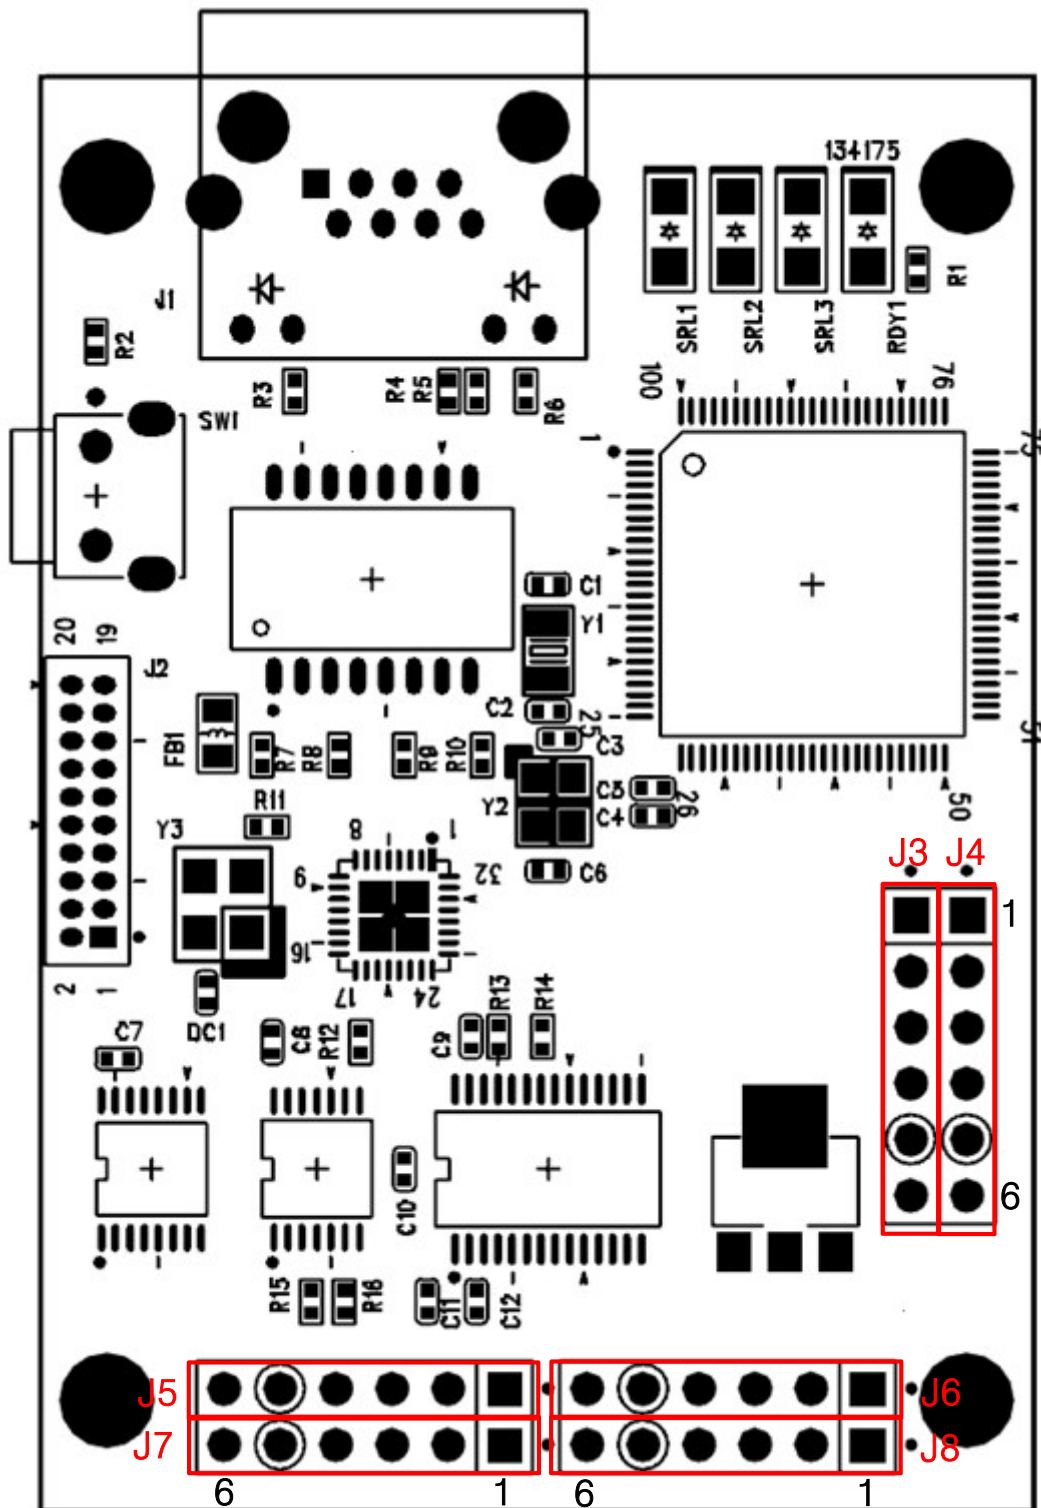 134175
J1
R2
SRL1
SRL2
SRL3
RDY1
R1
R3
R4
R5
R6
100
76
SW1
1
75
C1
Y1
20
19
J2
C2
25
C3
51
FB1
R7
R8
R9
R10
Y2
C5
C4
26
50
R11
Y3
8
1
J3
J4
9
32
C6
1
16
2
1
DC1
17
24
R13
R14
C7
C8
R12
C9
6
C10
R15
R16
C11
C12
J5
J6
J7
J8
6
1
6
1